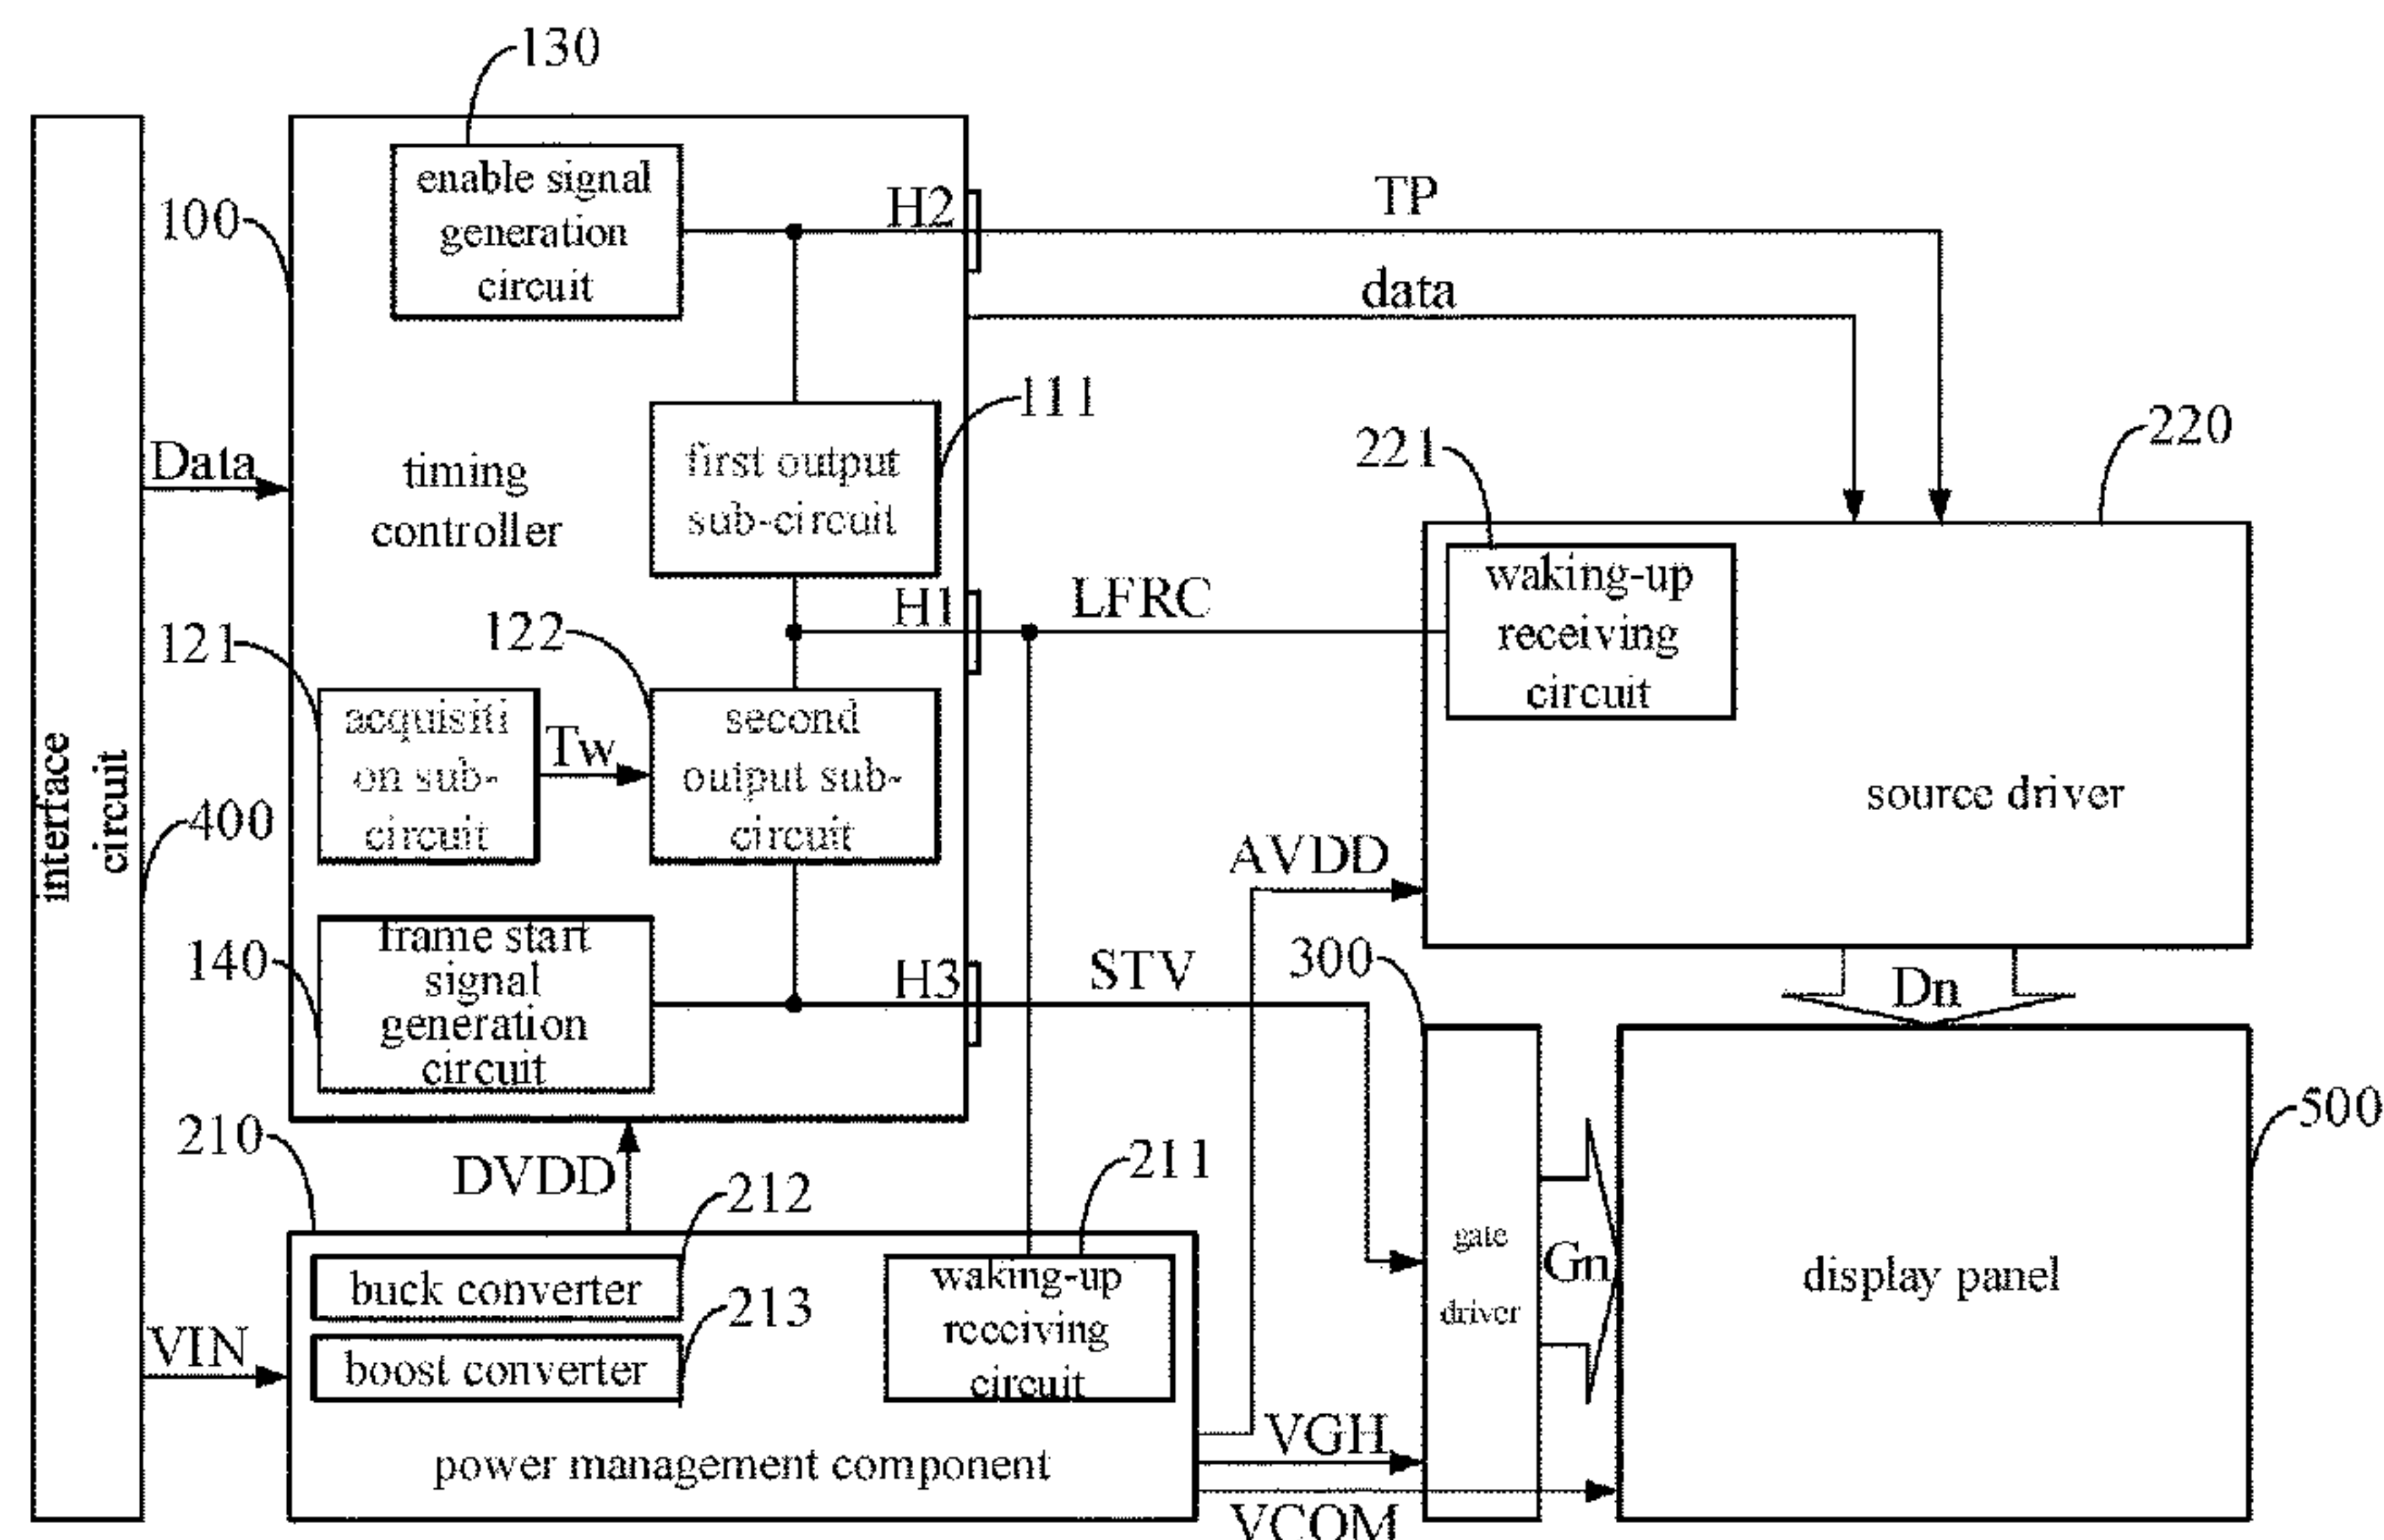 130
enable signal
generation
circuit
100
H2
TP
data
111
220
221
Data
timing
controller
first output
sub-circuit
waking-up
receiving
circuit
H1
LFRC
121
122
acquisiti
on sub-
circuit
Tw
second
output sub-
circuit
source driver
interface
circuit
400
AVDD
140
frame start
signal
generation
circuit
H3
STV
300
Dn
210
DVDD
212
211
500
buck converter
213
boost converter
waking-up
receiving
circuit
gate
driver
Gn
display panel
VIN
power management component
VGH
VCOM